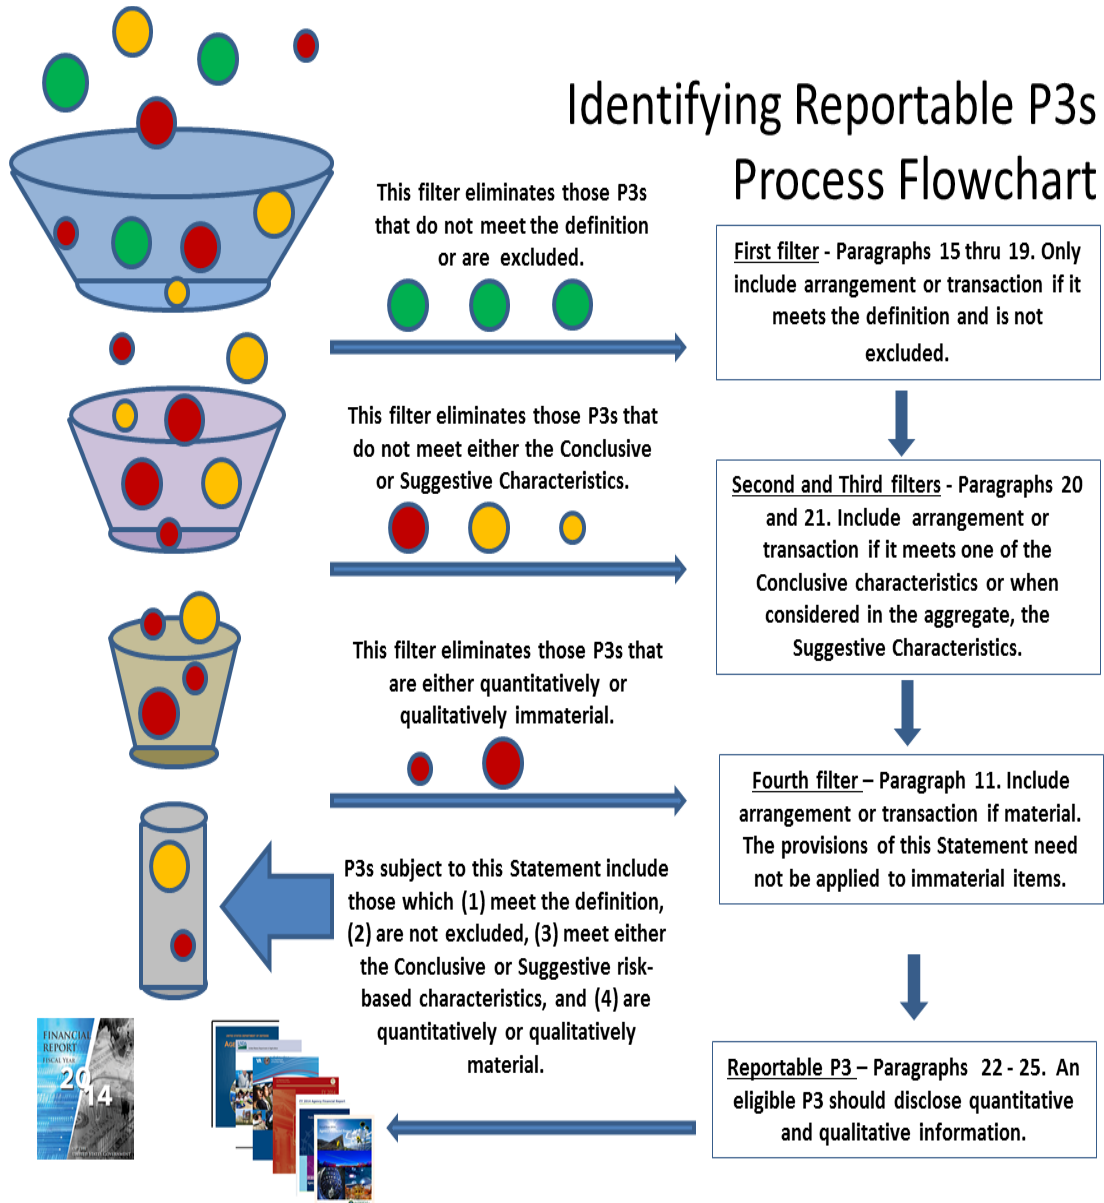 Identifying Reportable P3s
Process Flowchart
This filter eliminates those P3s
that do not meet the definition
or are excluded.
First filter - Paragraphs 15 thru 19. Only
include arrangement or transaction if it
meets the definition and is not
excluded.
This filter eliminates those P3s that
do not meet either the Conclusive
or Suggestive Characteristics.
Second and Third filters - Paragraphs 20
and 21. Include arrangement or
transaction if it meets one of the
Conclusive characteristics or when
considered in the aggregate, the
Suggestive Characteristics.
This filter eliminates those P3s that
are either quantitatively or
qualitatively immaterial.
Fourth filter – Paragraph 11. Include
arrangement or transaction if material.
The provisions of this Statement need
not be applied to immaterial items.
P3s subject to this Statement include
those which (1) meet the definition,
(2) are not excluded, (3) meet either
the Conclusive or Suggestive risk-
based characteristics, and (4) are
quantitatively or qualitatively
material.
Reportable P3 – Paragraphs 22 - 25. An
eligible P3 should disclose quantitative
and qualitative information.
FINANCIAL
REPORT
FISCAL YEAR
2014
UNITED STATES GOVERNMENT